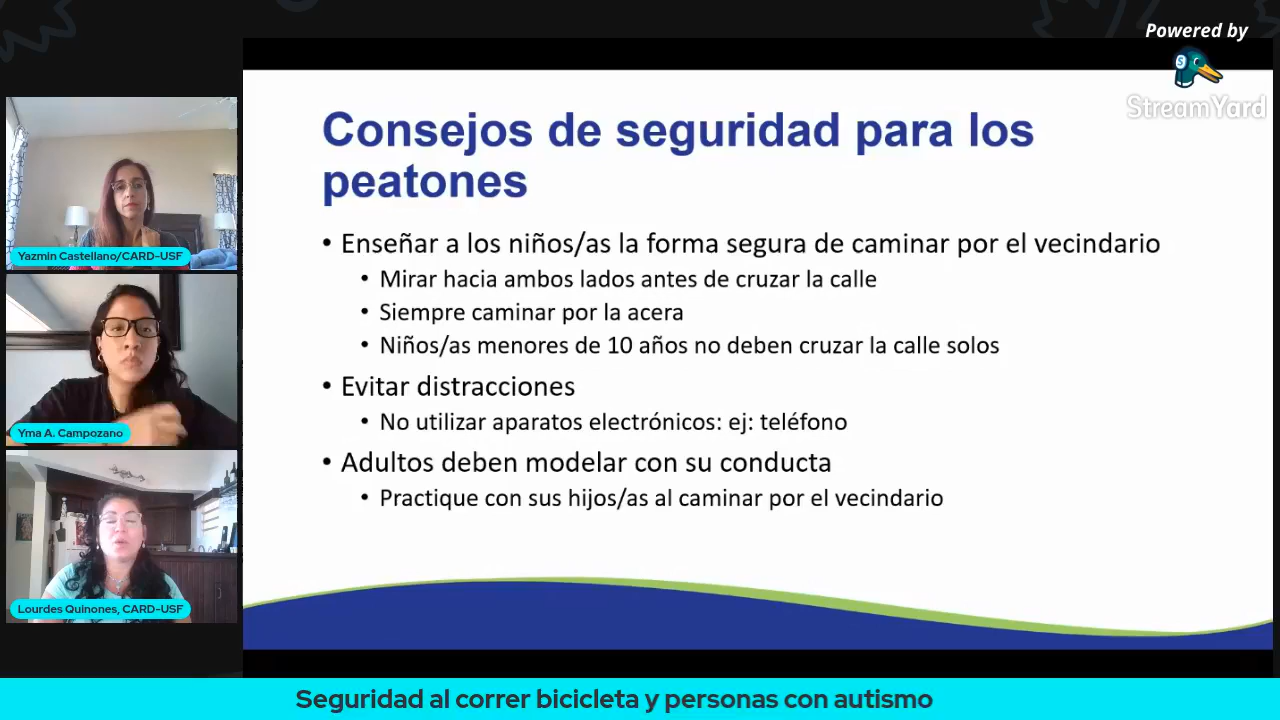 Powered by
StreamYard
Consejos de seguridad para los
peatones
• Enseñar a los niños/as la forma segura de caminar por el vecindario
• Mirar hacia ambos lados antes de cruzar la calle
• Siempre caminar por la acera
• Niños/as menores de 10 años no deben cruzar la calle solos
• Evitar distracciones
• No utilizar aparatos electrónicos: ej: teléfono
• Adultos deben modelar con su conducta
• Practique con sus hijos/as al caminar por el vecindario
Yazmin Castellano/CARD-USF
Yma A. Campozano
Lourdes Quinones, CARD-USF
Seguridad al correr bicicleta y personas con autismo